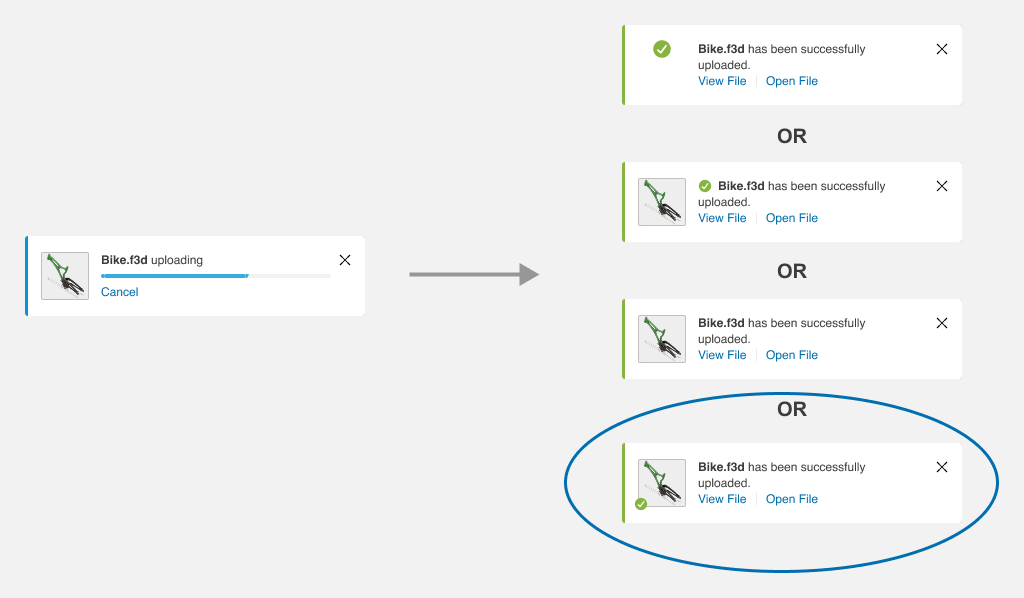 Bike.f3d uploading
Cancel
Bike.f3d has been successfully
uploaded.
View File Open File
OR
Bike.f3d has been successfully
uploaded.
View File Open File
OR
Bike.f3d has been successfully
uploaded.
View File Open File
OR
Bike.f3d has been successfully
uploaded.
View File Open File